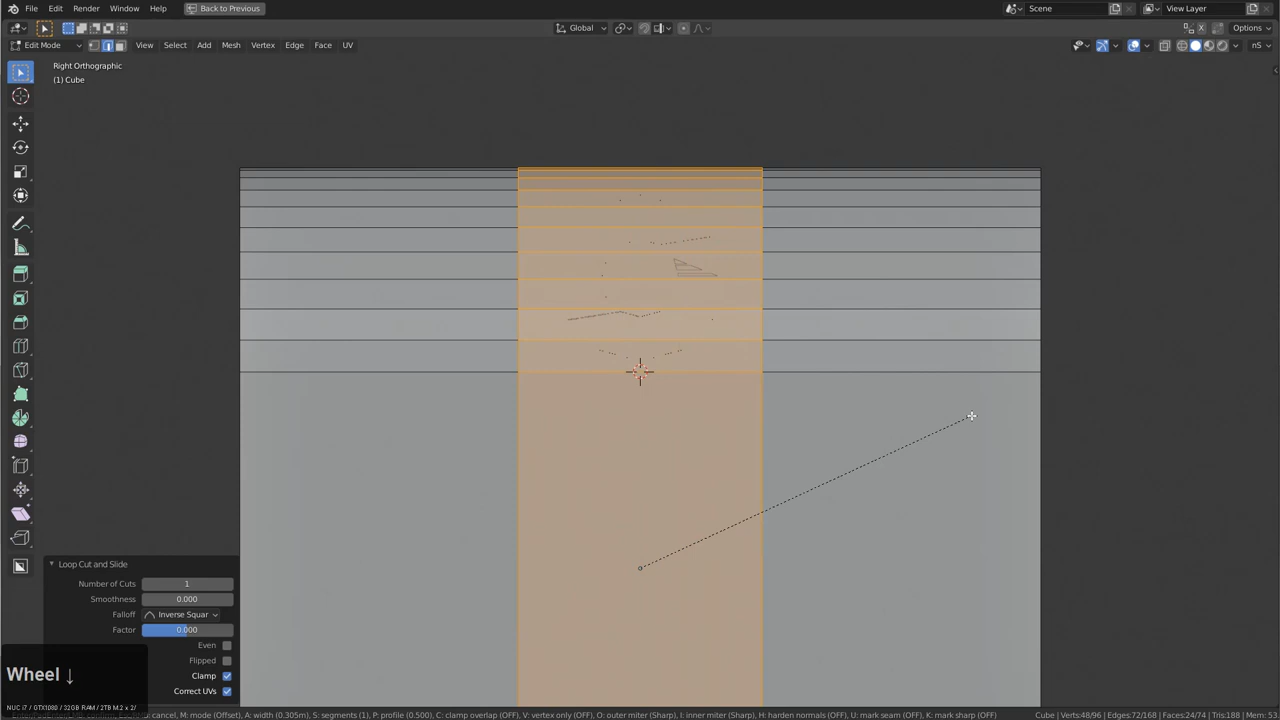 File Edit Render Window Help Back to Previous Scene View Layer
Global Options
Edit Mode View Select Add Mesh Vertex Edge Face UV nS
Right Orthographic
(1) Cube
Loop Cut and Slide
Number of Cuts 1
Smoothness 0.000
Falloff Inverse Squar
Factor 0.000
Even
Flipped
Clamp
Correct UVs
Wheel ↓
NUC i7 / GTX1080 / 32GB RAM / 2TB M.2 x 2/
cancel, M: mode (Offset), A: width (0.305m), S: segments (1), P: profile (0.500), C: clamp overlap (OFF), V: vertex only (OFF), O: outer miter (Sharp), I: inner miter (Sharp), H: harden normals (OFF), U: mark seam (OFF), K: mark sharp (OFF) Cube | Verts:48/96 | Edges:72/168 | Faces:24/74 | Tris:188 | Mem: 53